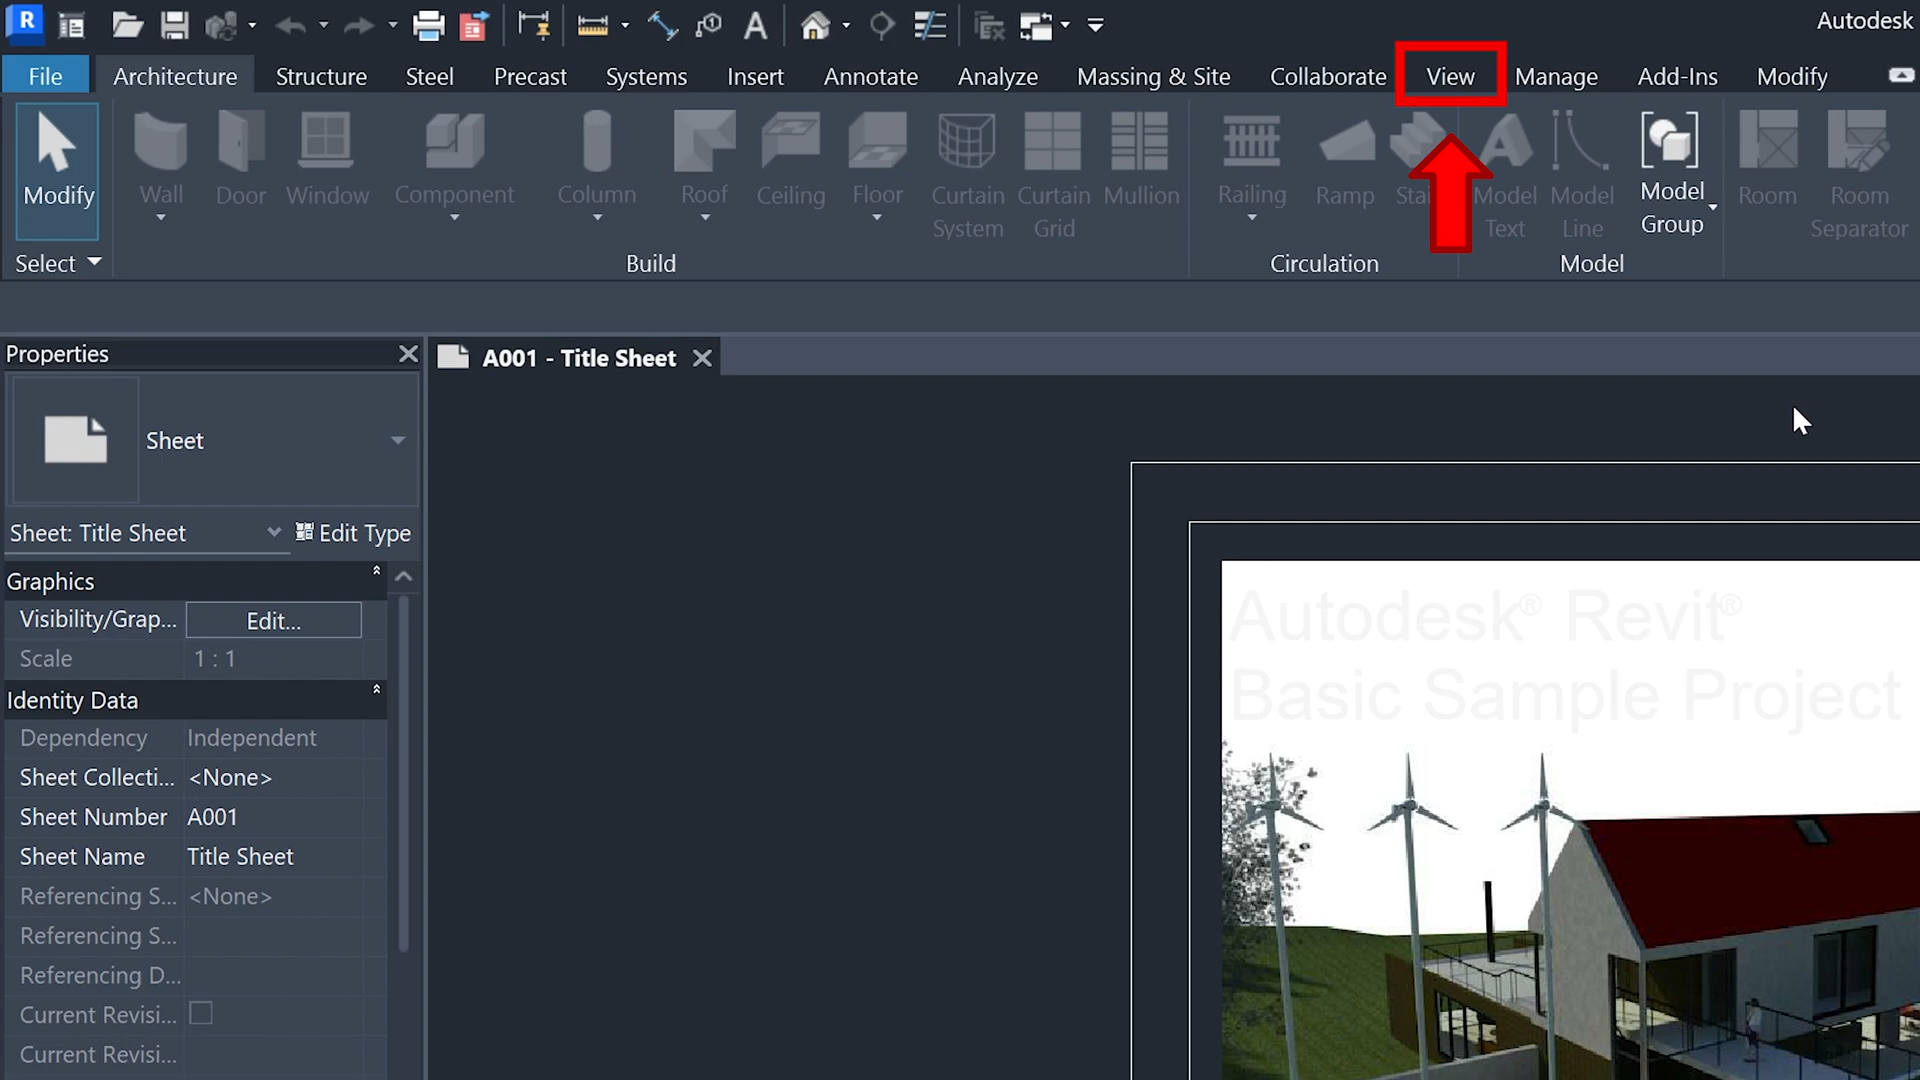 R
1
A
Autodesk
File
Architecture
Structure
Steel
Precast
Systems
Insert
Annotate
Analyze
Massing & Site
Collaborate
View
Manage
Add-Ins
Modify
Modify
Wall
Door
Window
Component
Column
Roof
Ceiling
Floor
Curtain
System
Curtain
Grid
Mullion
Railing
Ramp
Model
Text
Model
Line
Model
Group
Room
Room
Separator
Select
Build
Circulation
Model
Properties
A001 - Title Sheet
Sheet
Sheet: Title Sheet
Edit Type
Graphics
Visibility/Grap... Edit...
Scale 1 : 1
Identity Data
Dependency Independent
Sheet Collecti... <None>
Sheet Number A001
Sheet Name Title Sheet
Referencing S... <None>
Referencing S...
Referencing D...
Current Revisi...
Current Revisi...
Autodesk® Revit®
Basic Sample Project